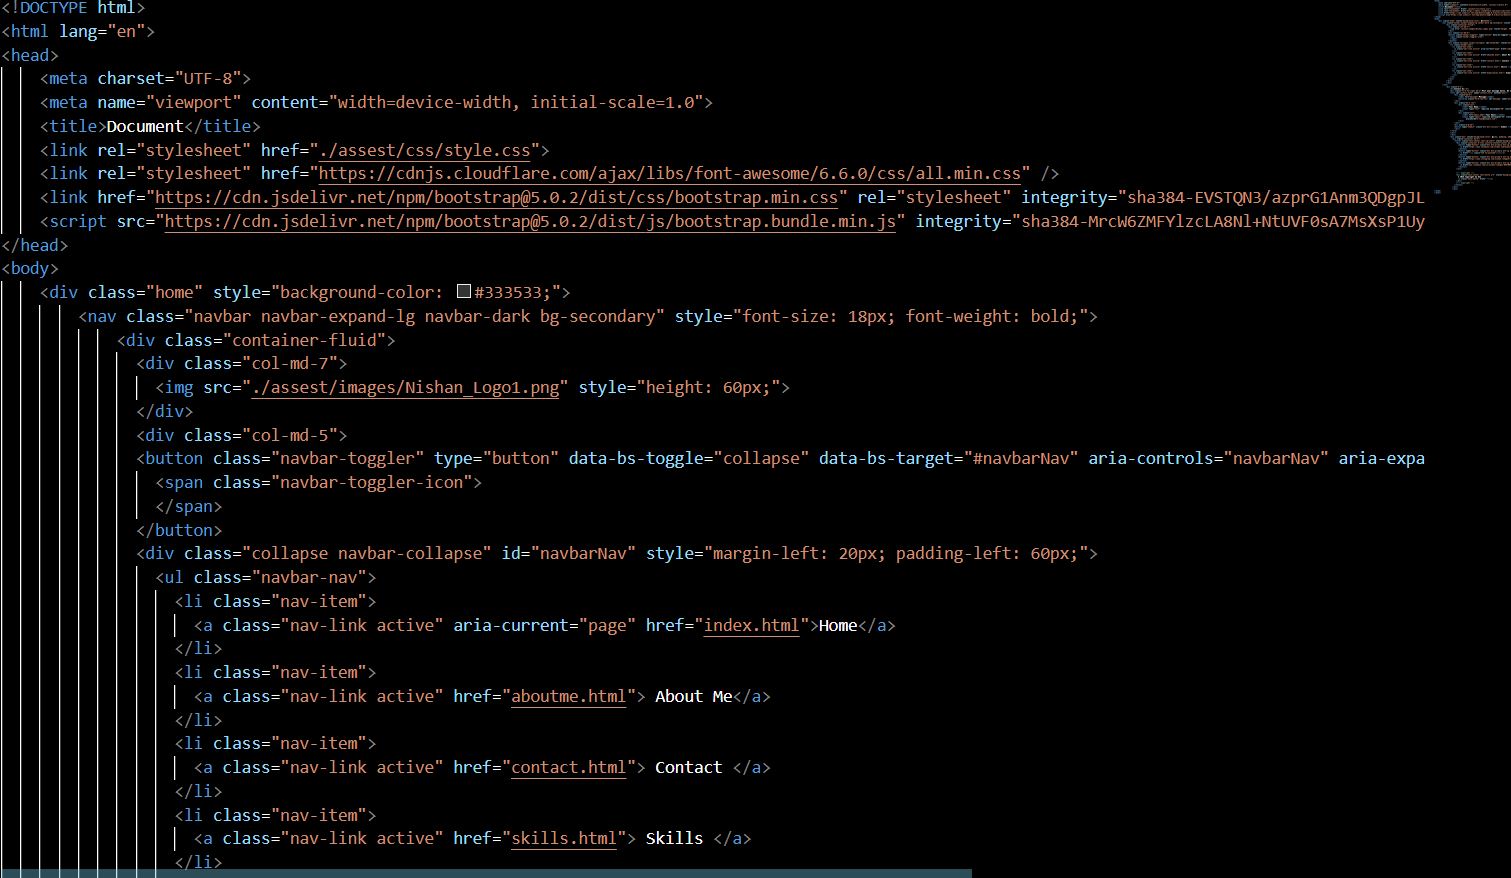 <!DOCTYPE html>
<html lang="en">
<head>
    <meta charset="UTF-8">
    <meta name="viewport" content="width=device-width, initial-scale=1.0">
    <title>Document</title>
    <link rel="stylesheet" href="./assest/css/style.css">
    <link rel="stylesheet" href="https://cdnjs.cloudflare.com/ajax/libs/font-awesome/6.6.0/css/all.min.css" />
    <link href="https://cdn.jsdelivr.net/npm/bootstrap@5.0.2/dist/css/bootstrap.min.css" rel="stylesheet" integrity="sha384-EVSTQN3/azprG1Anm3QDgpJL
    <script src="https://cdn.jsdelivr.net/npm/bootstrap@5.0.2/dist/js/bootstrap.bundle.min.js" integrity="sha384-MrcW6ZMFYlzcLA8Nl+NtUVF0sA7MsXsP1Uy
</head>
<body>
    <div class="home" style="background-color: #333533;">
        <nav class="navbar navbar-expand-lg navbar-dark bg-secondary" style="font-size: 18px; font-weight: bold;">
            <div class="container-fluid">
              <div class="col-md-7">
                <img src="./assest/images/Nishan_Logo1.png" style="height: 60px;">
              </div>
              <div class="col-md-5">
              <button class="navbar-toggler" type="button" data-bs-toggle="collapse" data-bs-target="#navbarNav" aria-controls="navbarNav" aria-expa
                <span class="navbar-toggler-icon">
                </span>
              </button>
              <div class="collapse navbar-collapse" id="navbarNav" style="margin-left: 20px; padding-left: 60px;">
                <ul class="navbar-nav">
                  <li class="nav-item">
                    <a class="nav-link active" aria-current="page" href="index.html">Home</a>
                  </li>
                  <li class="nav-item">
                    <a class="nav-link active" href="aboutme.html"> About Me</a>
                  </li>
                  <li class="nav-item">
                    <a class="nav-link active" href="contact.html"> Contact </a>
                  </li>
                  <li class="nav-item">
                    <a class="nav-link active" href="skills.html"> Skills </a>
                  </li>